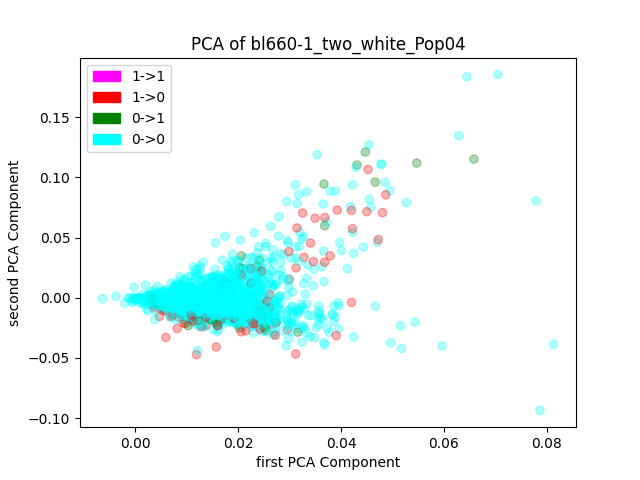 PCA of bl660-1_two_white_Pop04
1->1
1->0
0->1
0->0
0.15
0.10
0.05
0.00
−0.05
−0.10
second PCA Component
0.00 0.02 0.04 0.06 0.08
first PCA Component